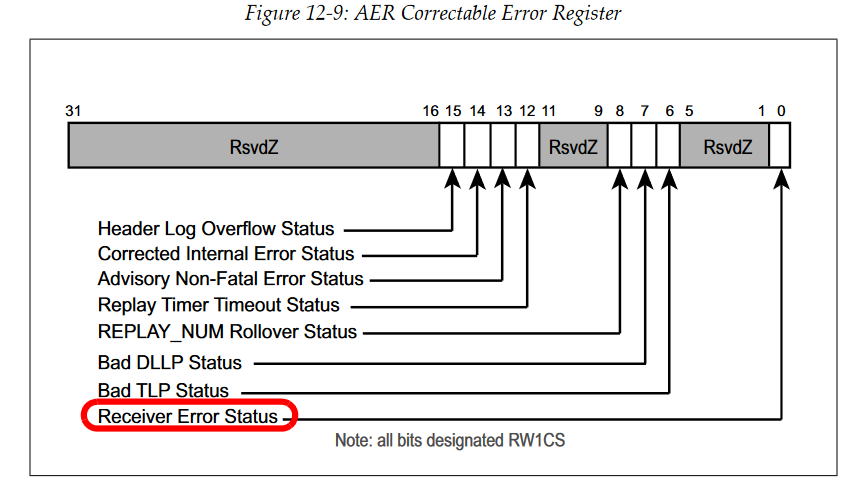 Figure 12-9: AER Correctable Error Register
31 16 15 14 13 12 11 9 8 7 6 5 1 0
RsvdZ RsvdZ RsvdZ
Header Log Overflow Status
Corrected Internal Error Status
Advisory Non-Fatal Error Status
Replay Timer Timeout Status
REPLAY_NUM Rollover Status
Bad DLLP Status
Bad TLP Status
Receiver Error Status
Note: all bits designated RW1CS